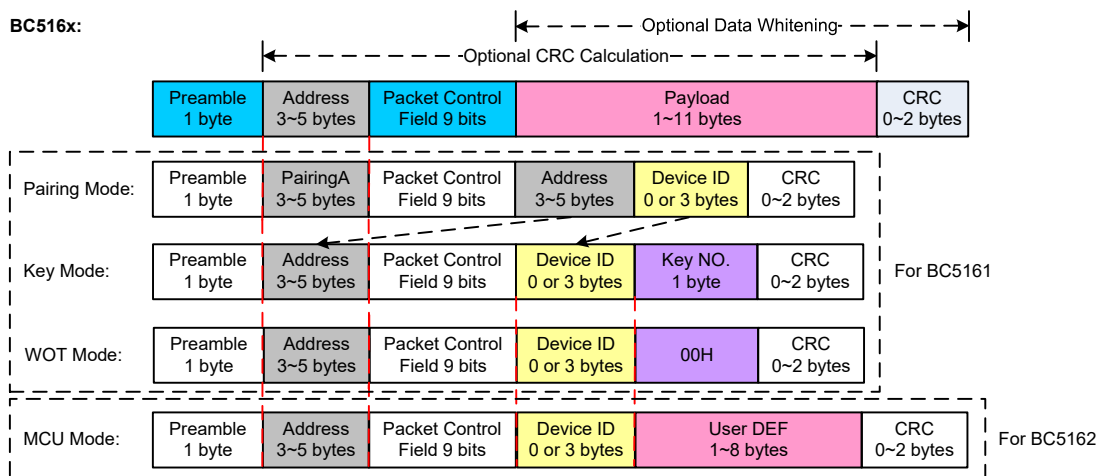 BC516x:
Optional Data Whitening
Optional CRC Calculation
Preamble Address Packet Control Payload CRC
1 byte 3~5 bytes Field 9 bits 1~11 bytes 0~2 bytes
Pairing Mode:
Preamble PairingA Packet Control Address Device ID CRC
1 byte 3~5 bytes Field 9 bits 3~5 bytes 0 or 3 bytes 0~2 bytes
Key Mode:
Preamble Address Packet Control Device ID Key NO. CRC
1 byte 3~5 bytes Field 9 bits 0 or 3 bytes 1 byte 0~2 bytes
For BC5161
WOT Mode:
Preamble Address Packet Control Device ID 00H CRC
1 byte 3~5 bytes Field 9 bits 0 or 3 bytes 0~2 bytes
MCU Mode:
Preamble Address Packet Control Device ID User DEF CRC
1 byte 3~5 bytes Field 9 bits 0 or 3 bytes 1~8 bytes 0~2 bytes
For BC5162